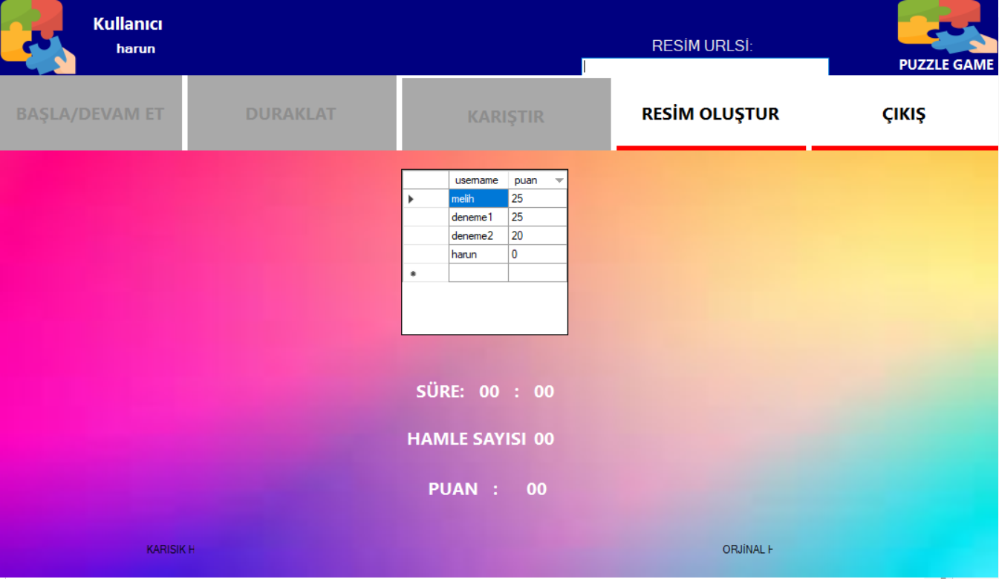 Kullanıcı
harun
RESİM URLSİ:
PUZZLE GAME
BAŞLA/DEVAM ET
DURAKLAT
KARIŞTIR
RESİM OLUŞTUR
ÇIKIŞ
username puan
melih 25
deneme1 25
deneme2 20
harun 0
SÜRE: 00 : 00
HAMLE SAYISI 00
PUAN : 00
KARISIK
ORJİNAL